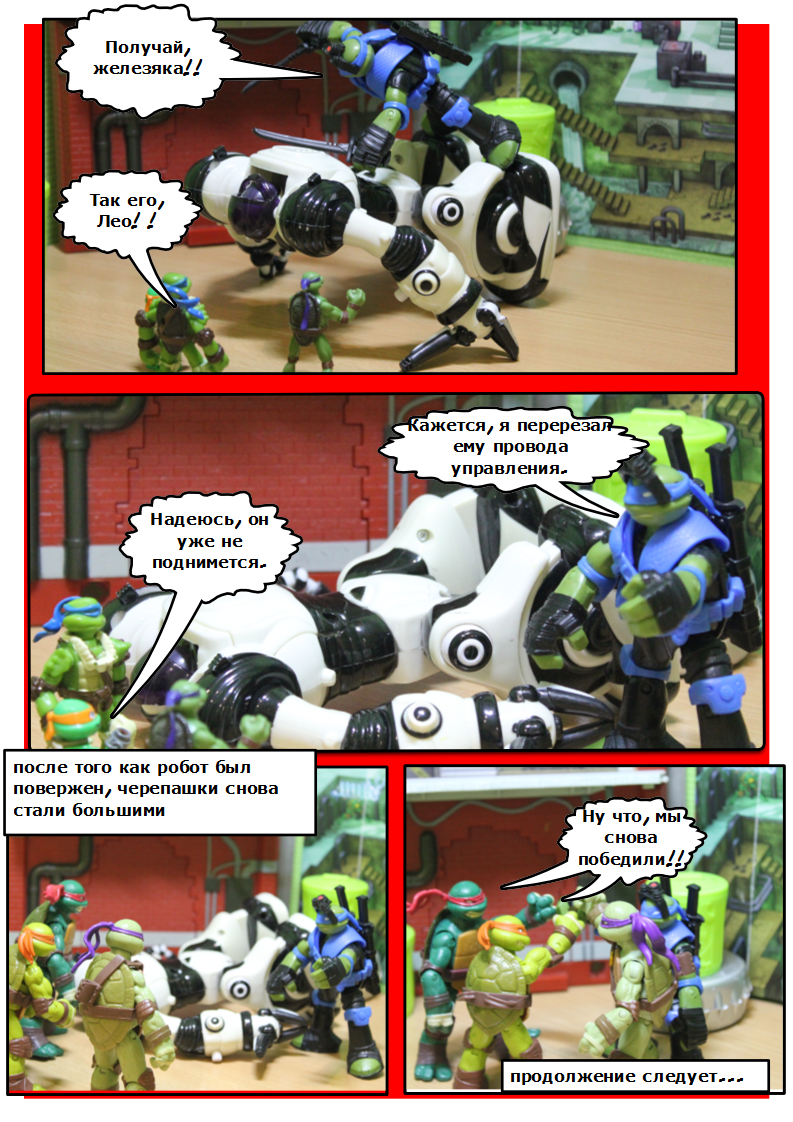 Получай,
железяка!!
Так его,
Лео! !
Кажется, я перерезал
ему провода
управления.
Надеюсь, он
уже не
поднимется.
после того как робот был
повержен, черепашки снова
стали большими
Ну что, мы
снова
победили!!
продолжение следует...